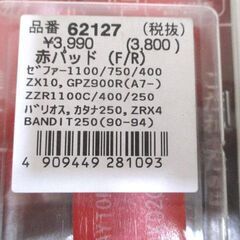 品番 62127 (税抜)
¥3,990 (3,800)
赤パッド (F/R)
ｾﾞﾌｧｰ1100/750/400
ZX10,GPZ900R(A7-)
ZZR1100C/400/250
ﾊﾞﾘｵｽ,ｶﾀﾅ250,ZRX4
BANDIT250(90-94)
4 909449 281093